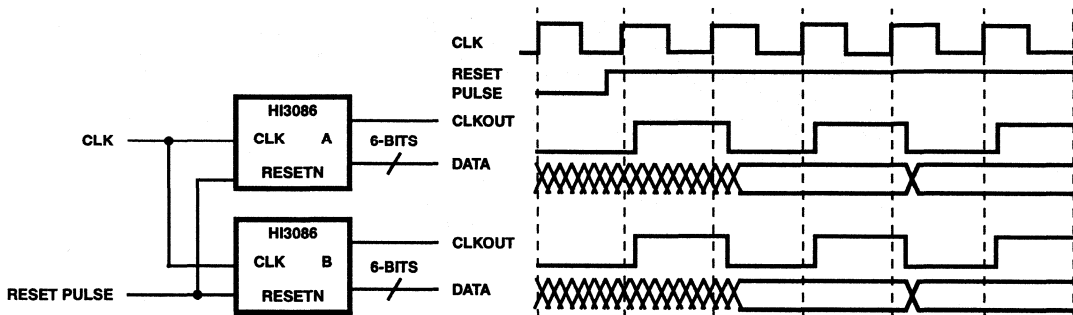 CLK
RESET
PULSE
HI3086
CLK A
RESETN
CLKOUT
6-BITS
DATA
CLK
HI3086
CLK B
RESETN
CLKOUT
6-BITS
DATA
RESET PULSE